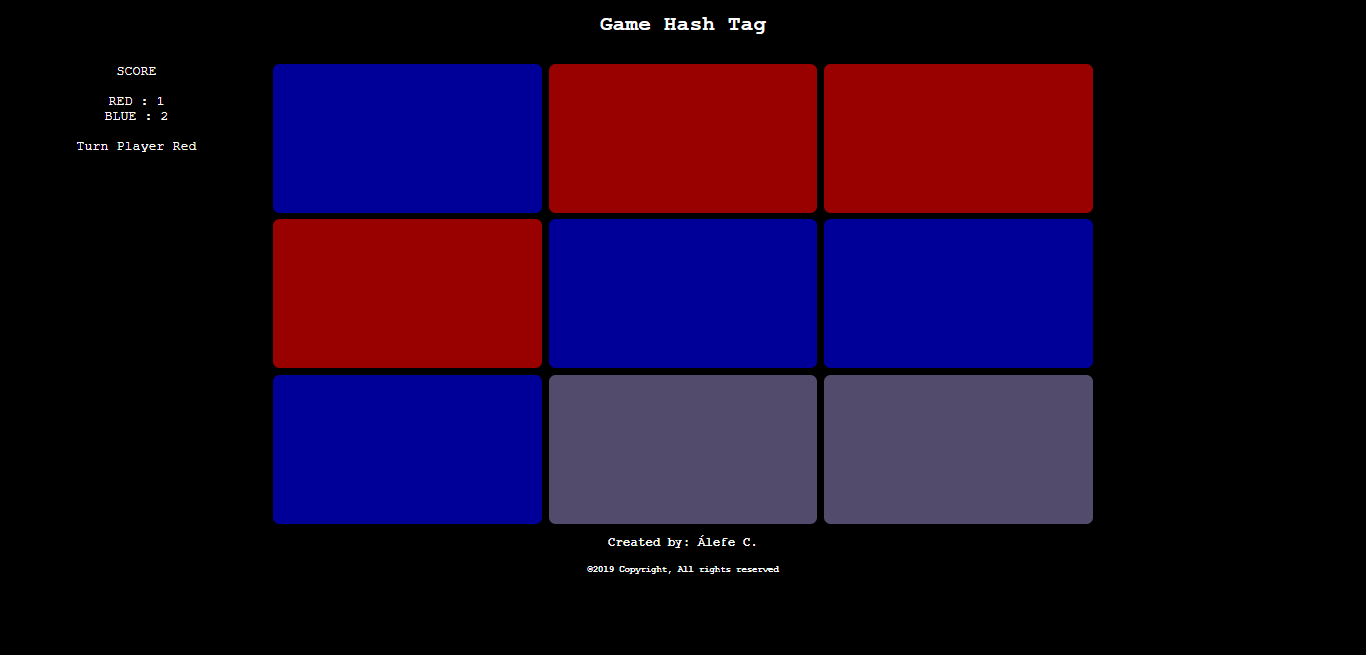 Game Hash Tag
SCORE
RED : 1
BLUE : 2
Turn Player Red
Created by: Álefe C.
©2019 Copyright, All rights reserved